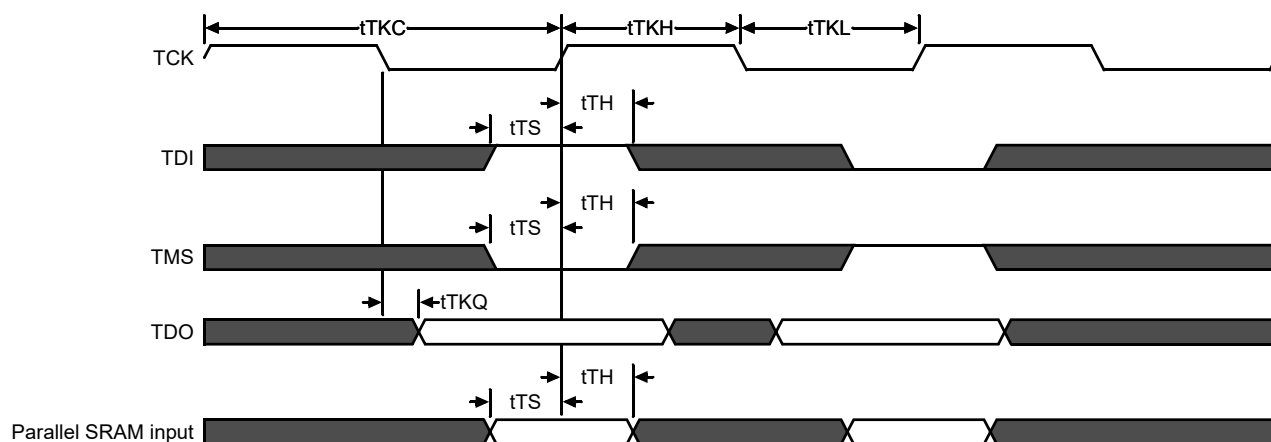 tTKC tTKH tTKL
TCK
tTH
tTS
TDI
tTH
tTS
TMS
tTKQ
TDO
tTH
tTS
Parallel SRAM input